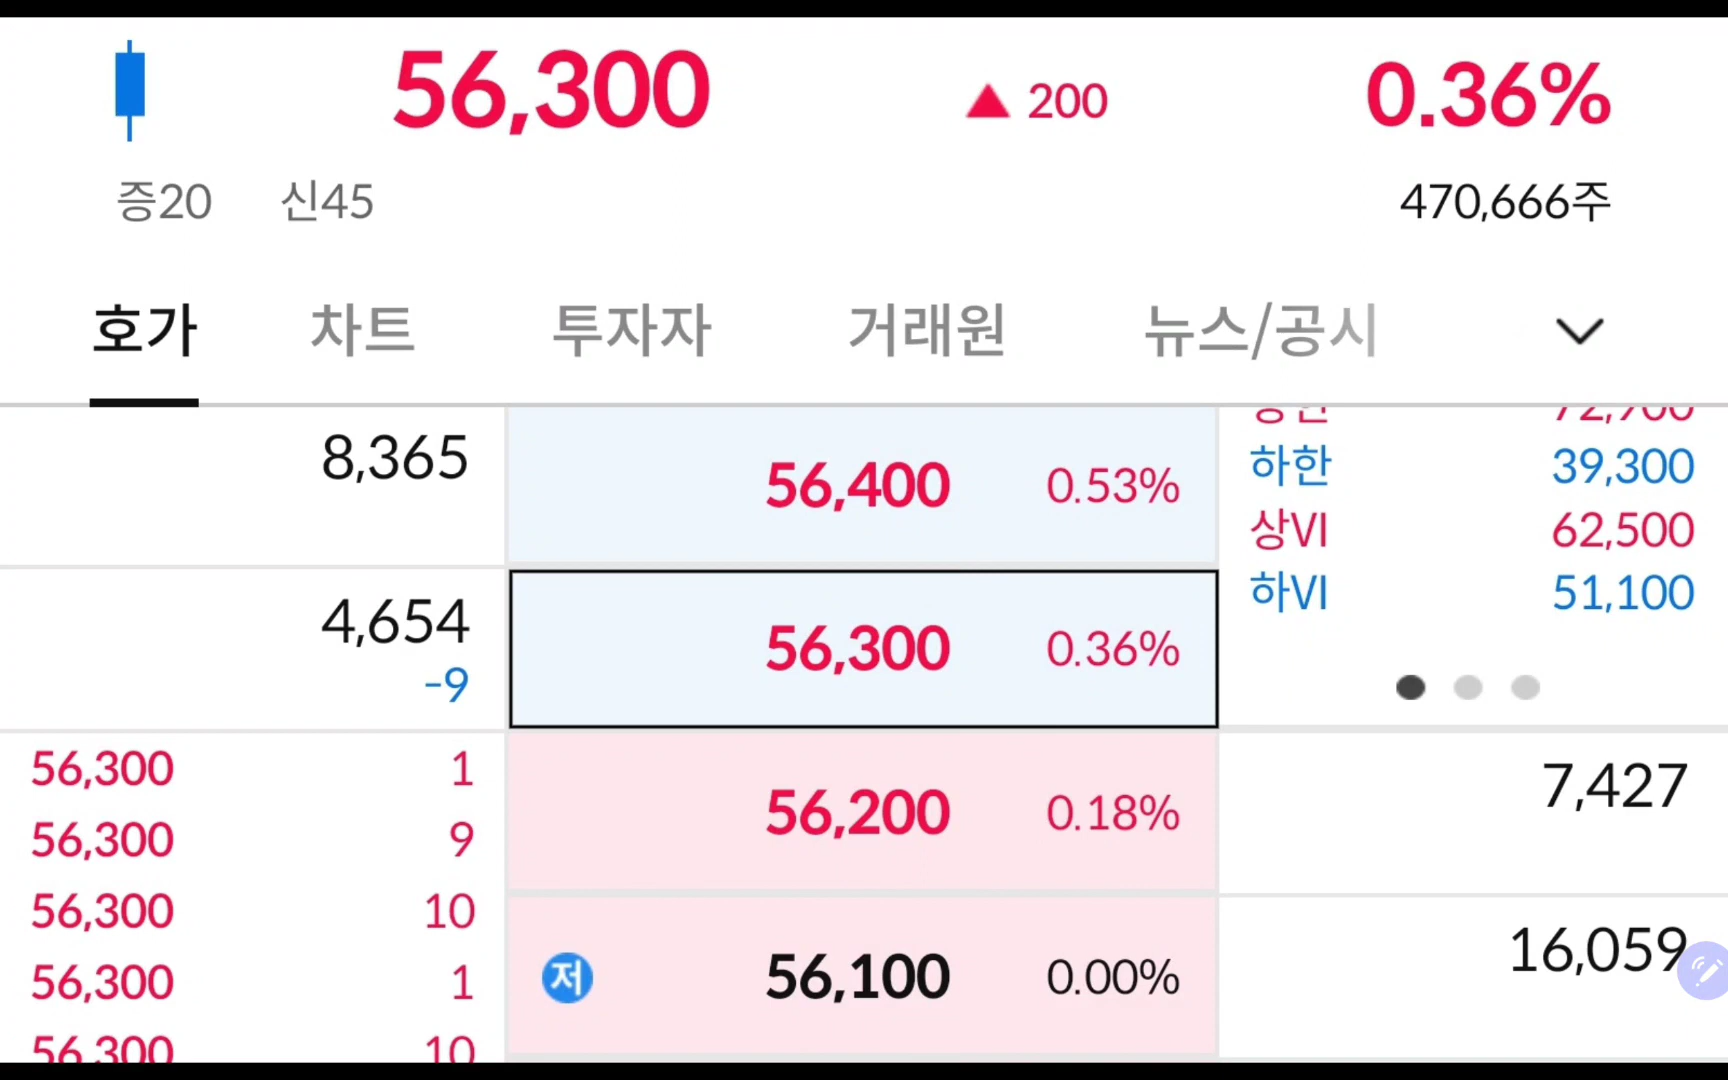 56,300 ▲ 200 0.36%
증20 신45 470,666주
호가 차트 투자자 거래원 뉴스/공시
8,365 56,400 0.53%
하한 39,300
상VI 62,500
하VI 51,100
4,654 56,300 0.36%
-9
56,300 1
56,300 9
56,300 10
56,300 1
56,300 10
56,200 0.18% 7,427
저 56,100 0.00% 16,059